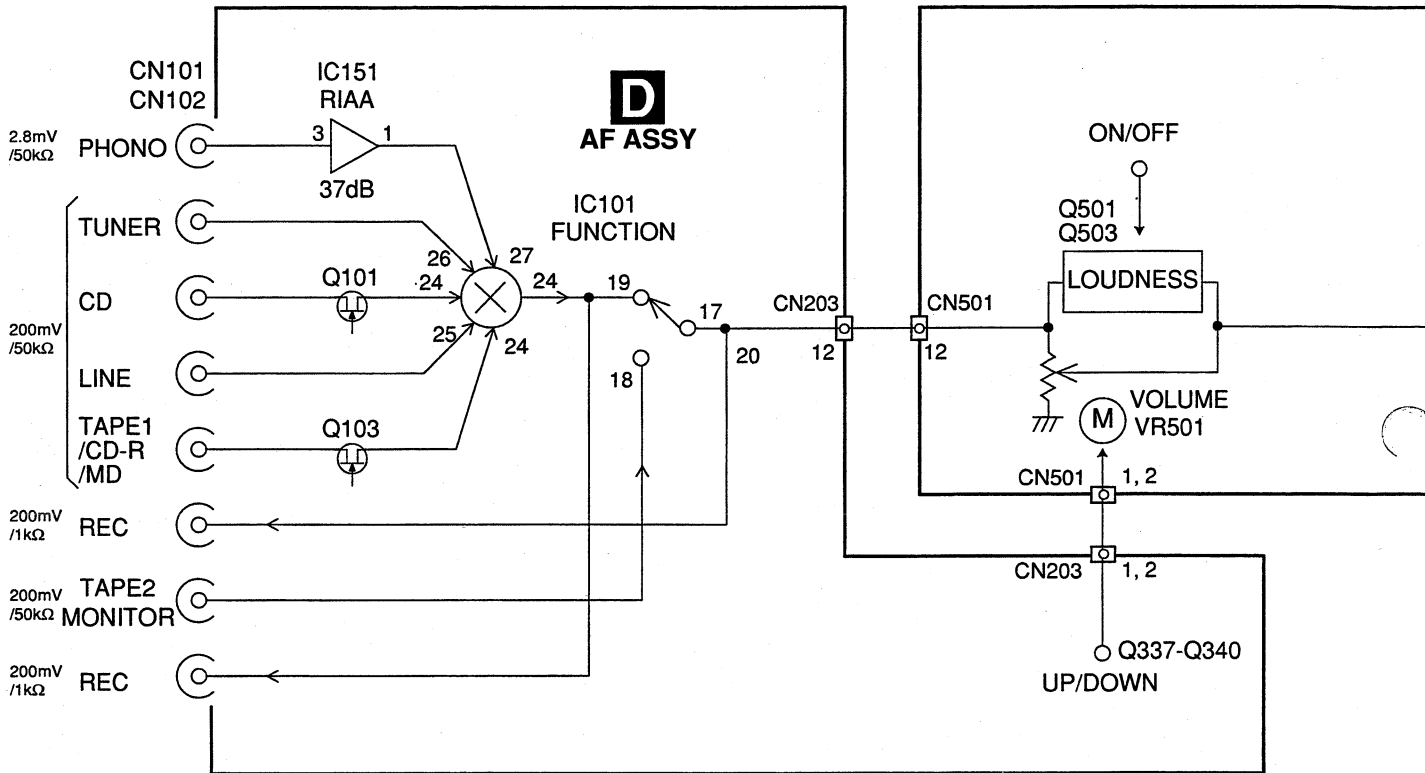 CN101
CN102
IC151
RIAA
D
AF ASSY
2.8mV
/50kΩ
PHONO
3
1
37dB
ON/OFF
TUNER
IC101
FUNCTION
Q501
Q503
LOUDNESS
26
27
200mV
/50kΩ
CD
Q101
24
24
19
17
CN203
CN501
25
24
20
12
12
LINE
18
TAPE1
/CD-R
/MD
Q103
M
VOLUME
VR501
CN501
1, 2
200mV
/1kΩ
REC
CN203
1, 2
200mV
/50kΩ
TAPE2
MONITOR
Q337-Q340
UP/DOWN
200mV
/1kΩ
REC